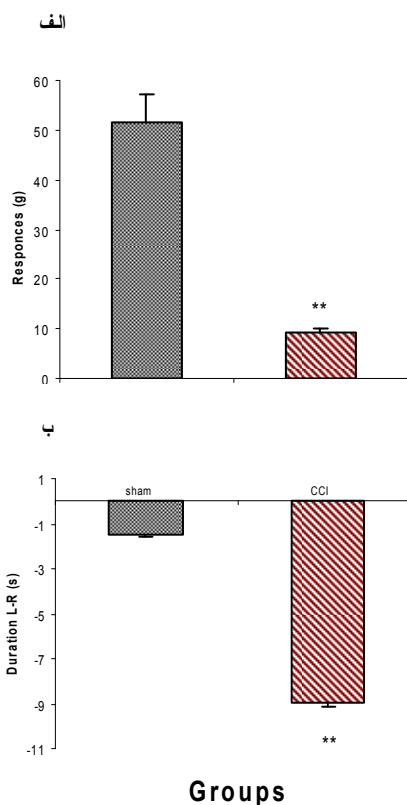 الف
60
50
40
30
20
10
0
Responces (g)
**
ب
1
-1
-3
-5
-7
-9
-11
Duration L-R (s)
sham CCI
**
Groups